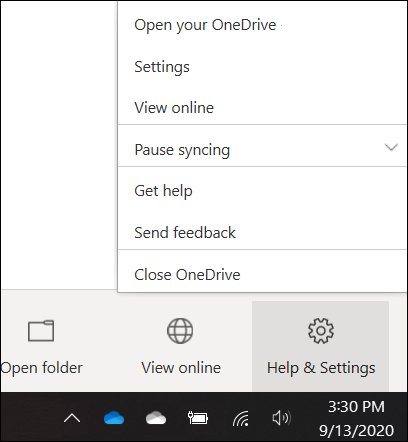 Open your OneDrive
Settings
View online
Pause syncing
Get help
Send feedback
Close OneDrive
Open folder
View online
Help & Settings
3:30 PM
9/13/2020